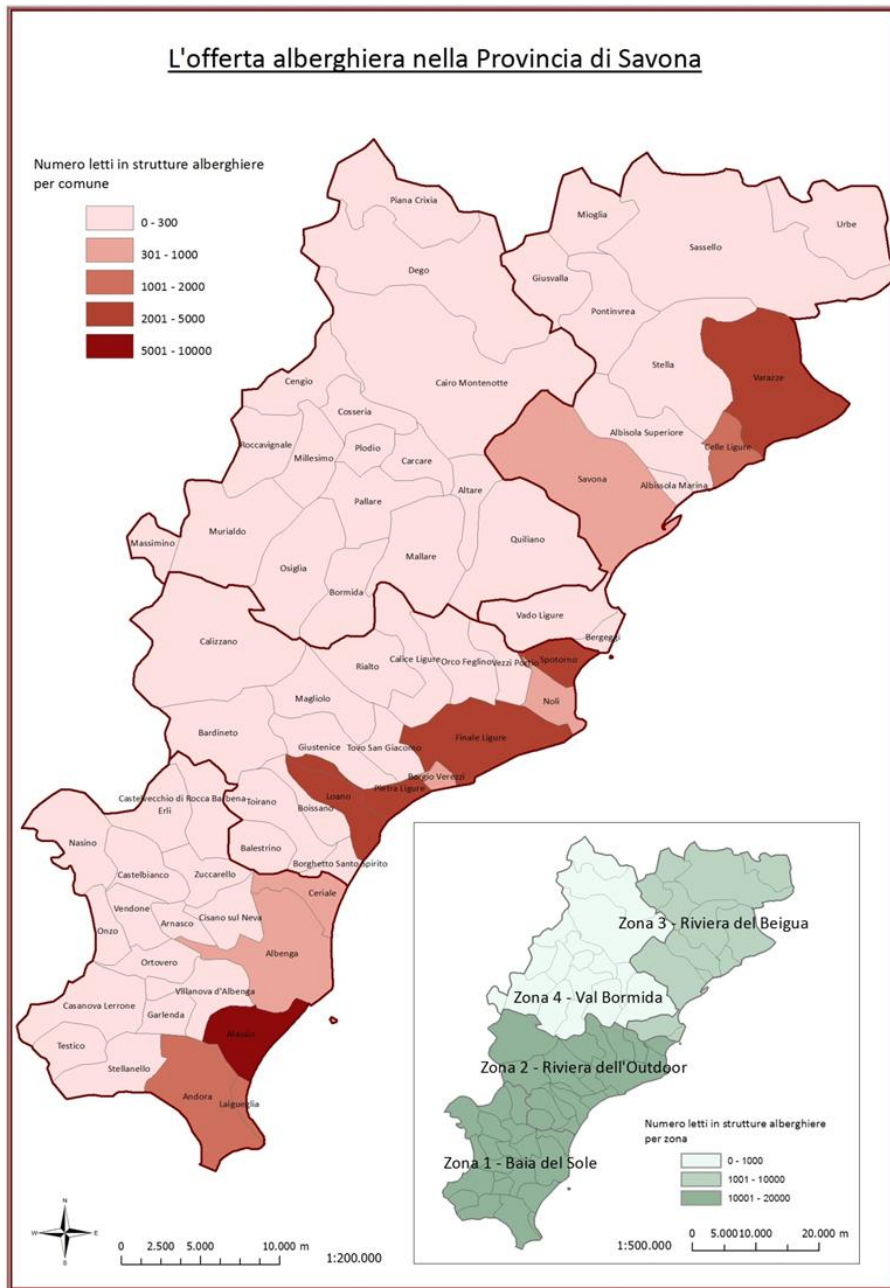 L'offerta alberghiera nella Provincia di Savona
Numero letti in strutture alberghiere
per comune
0 - 300
301 - 1000
1001 - 2000
2001 - 5000
5001 - 10000
Piana Crixia
Mioglia
Urbe
Sassello
Dego
Giusvalla
Pontinvrea
Stella
Varazze
Cengio
Cairo Montenotte
Cosseria
Albisola Superiore
Roccavignale
Plodio
Celle Ligure
Millesimo
Carcare
Savona
Albissola Marina
Altare
Pallare
Murialdo
Quiliano
Massimino
Mallare
Osiglia
Bormida
Vado Ligure
Bergeggi
Calizzano
Calice Ligure
Orco Feglino
Vezzi Portio
Spotorno
Rialto
Magliolo
Noli
Bardineto
Finale Ligure
Giustenice
Tovo San Giacomo
Borgio Verezzi
Pietra Ligure
Loano
Castelvecchio di Rocca Barbena
Toirano
Erli
Boissano
Nasino
Balestrino
Borghetto Santo Spirito
Castelbianco
Zuccarello
Ceriale
Vendone
Arnasco
Cisano sul Neva
Onzo
Albenga
Ortovero
Villanova d'Albenga
Casanova Lerrone
Garlenda
Alassio
Testico
Stellanello
Andora
Laigueglia
Zona 3 - Riviera del Beigua
Zona 4 - Val Bormida
Zona 2 - Riviera dell'Outdoor
Zona 1 - Baia del Sole
Numero letti in strutture alberghiere
per zona
0 - 1000
1001 - 10000
10001 - 20000
1:500.000
0 5.000 10.000 20.000 m
N
W E
S
0 2.500 5.000 10.000 m
1:200.000